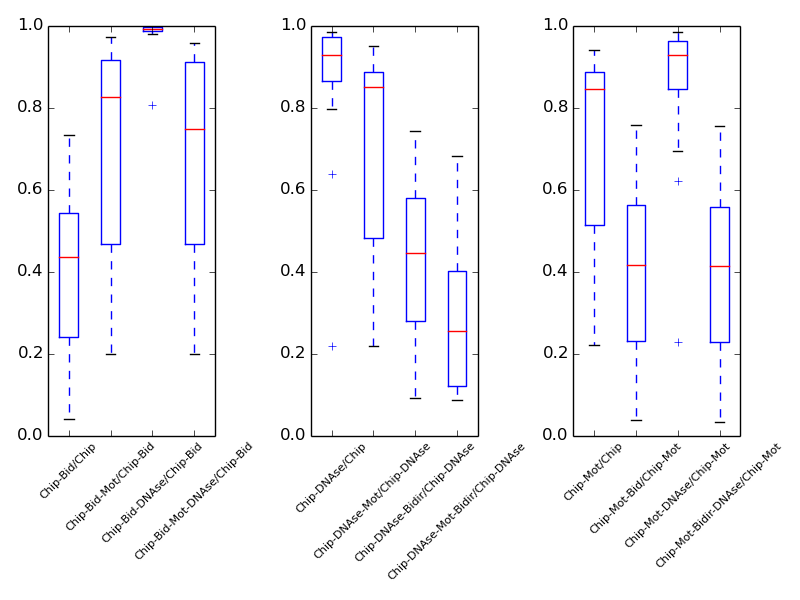 1.0
0.8
0.6
0.4
0.2
0.0
Chip-Bid/Chip
Chip-Bid-Mot/Chip-Bid
Chip-Bid-DNAse/Chip-Bid
Chip-Bid-Mot-DNAse/Chip-Bid
1.0
0.8
0.6
0.4
0.2
0.0
Chip-DNAse/Chip
Chip-DNAse-Mot/Chip-DNAse
Chip-DNAse-Bidir/Chip-DNAse
Chip-DNAse-Mot-Bidir/Chip-DNAse
1.0
0.8
0.6
0.4
0.2
0.0
Chip-Mot/Chip
Chip-Mot-Bid/Chip-Mot
Chip-Mot-DNAse/Chip-Mot
Chip-Mot-Bidir-DNAse/Chip-Mot